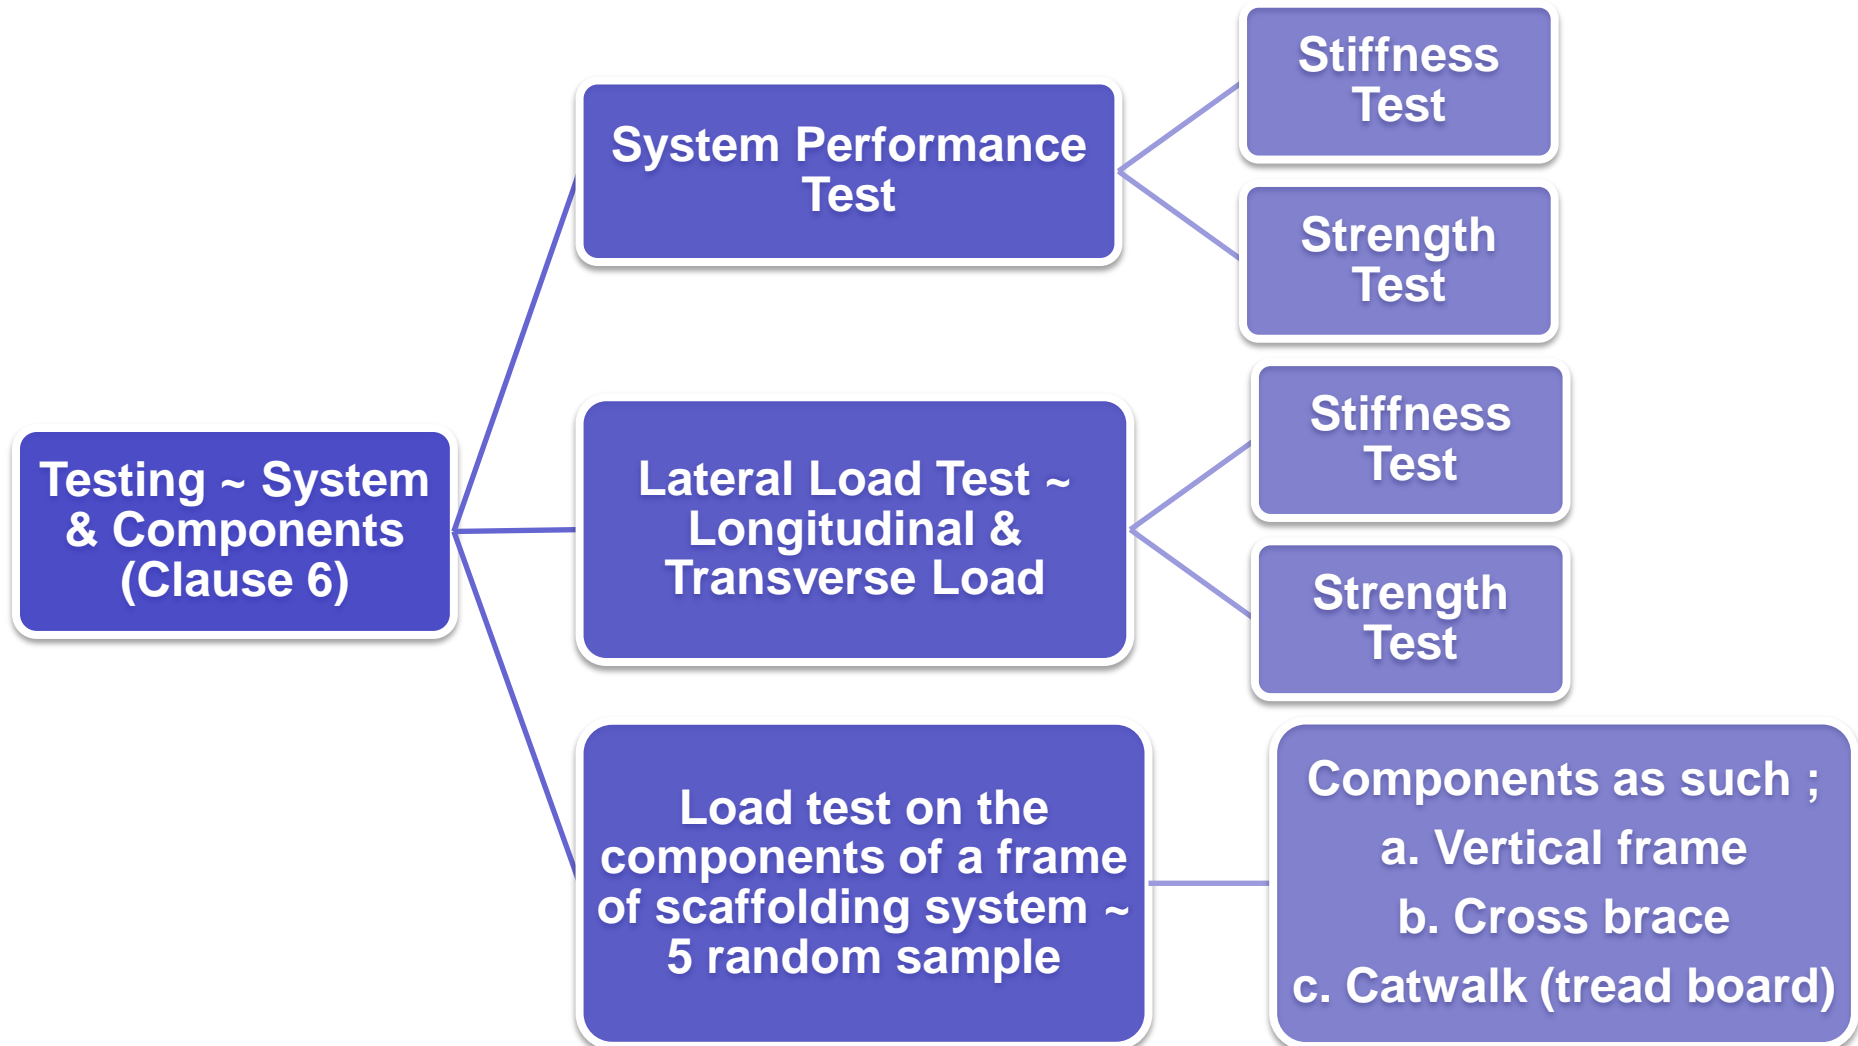 Testing ~ System
& Components
(Clause 6)
System Performance
Test
Stiffness
Test
Strength
Test
Lateral Load Test ~
Longitudinal &
Transverse Load
Stiffness
Test
Strength
Test
Load test on the
components of a frame
of scaffolding system ~
5 random sample
Components as such ;
a. Vertical frame
b. Cross brace
c. Catwalk (tread board)